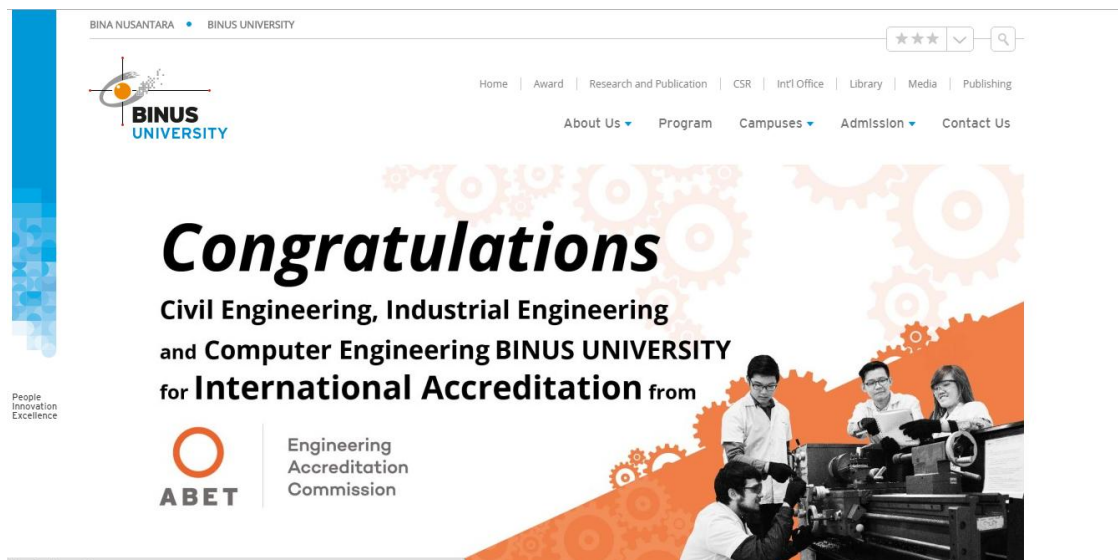 BINA NUSANTARA • BINUS UNIVERSITY
BINUS
UNIVERSITY
Home | Award | Research and Publication | CSR | Int'l Office | Library | Media | Publishing
About Us Program Campuses Admission Contact Us
Congratulations
Civil Engineering, Industrial Engineering
and Computer Engineering BINUS UNIVERSITY
for International Accreditation from
People
Innovation
Excellence
ABET
Engineering
Accreditation
Commission